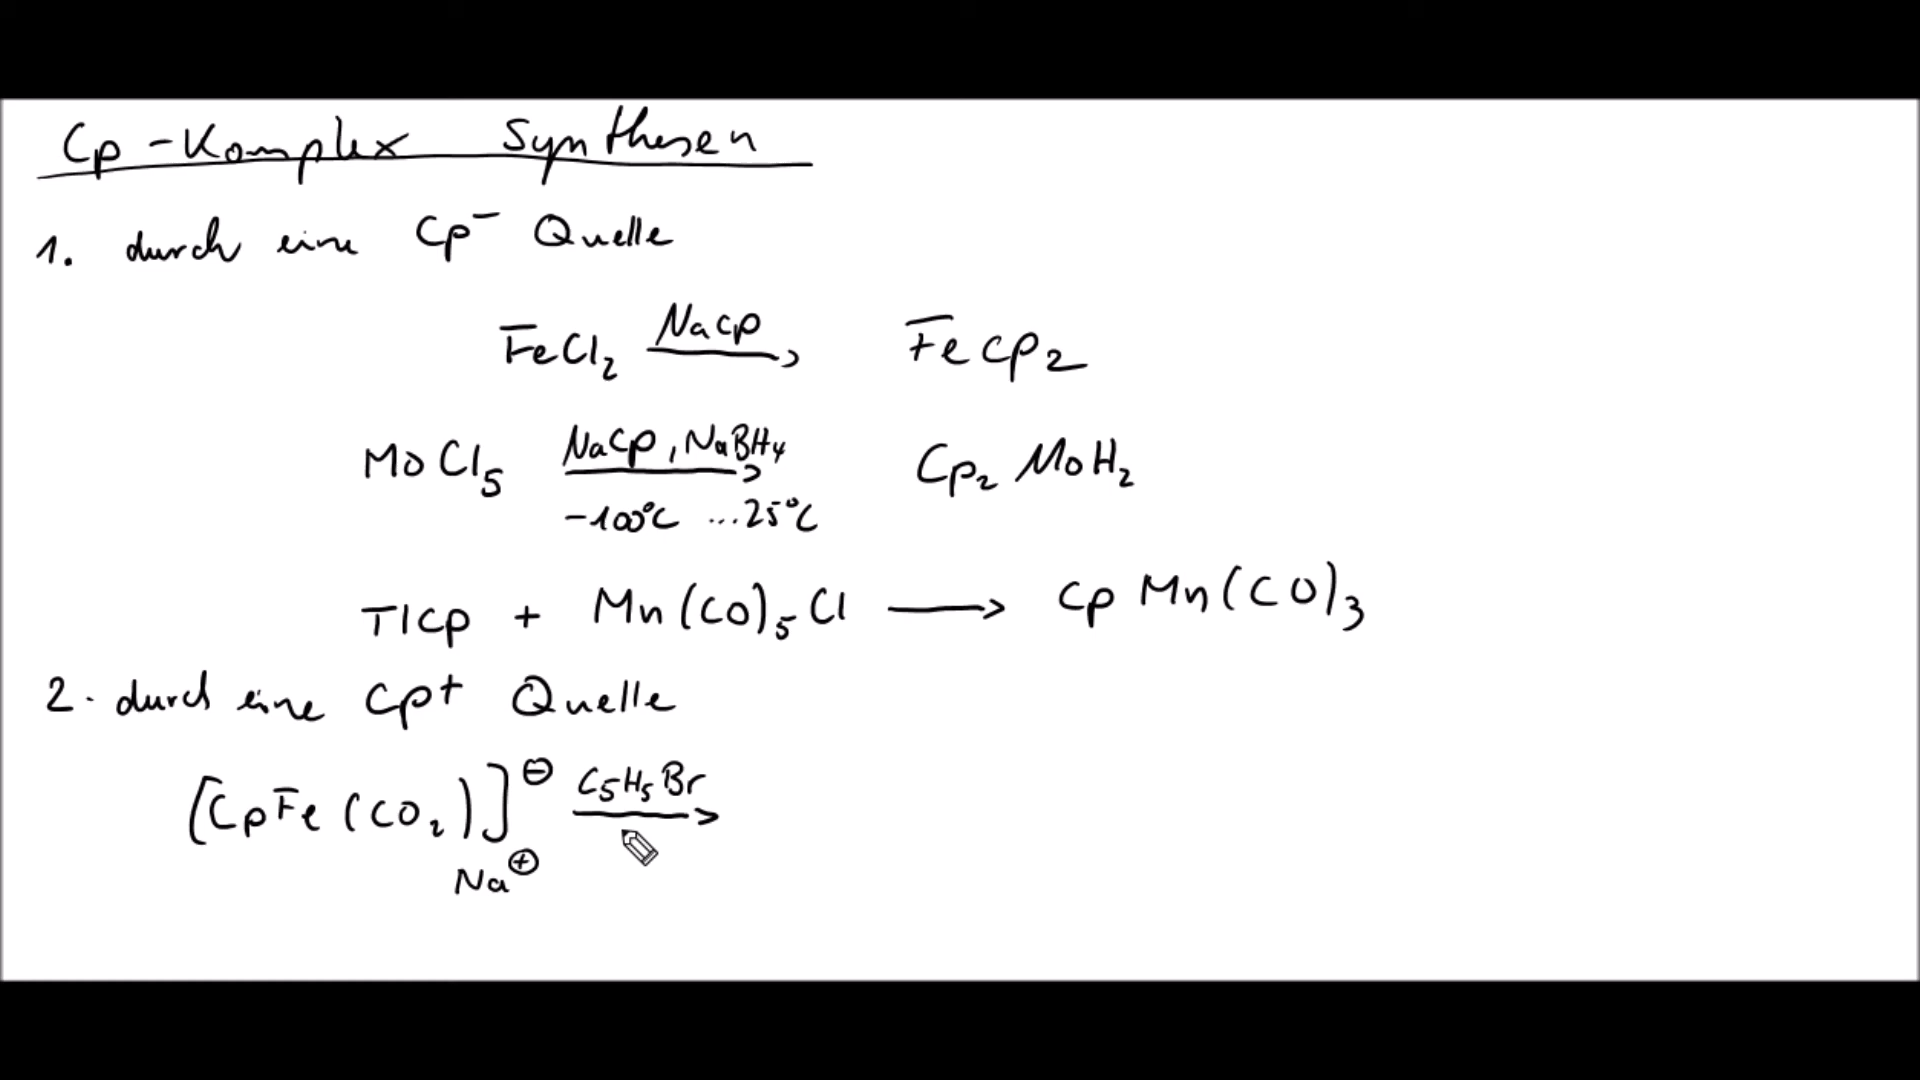 Cp-Komplex Synthesen
1. durch eine Cp⁻ Quelle
FeCl₂ NaCp → FeCp₂
MoCl₅ NaCp, NaBH₄ → Cp₂MoH₂
-100°C ...25°C
TlCp + Mn(CO)₅Cl → CpMn(CO)₃
2. durch eine Cp⁺ Quelle
[CpFe(CO₂)]⊖ C₅H₅Br →
Na⊕